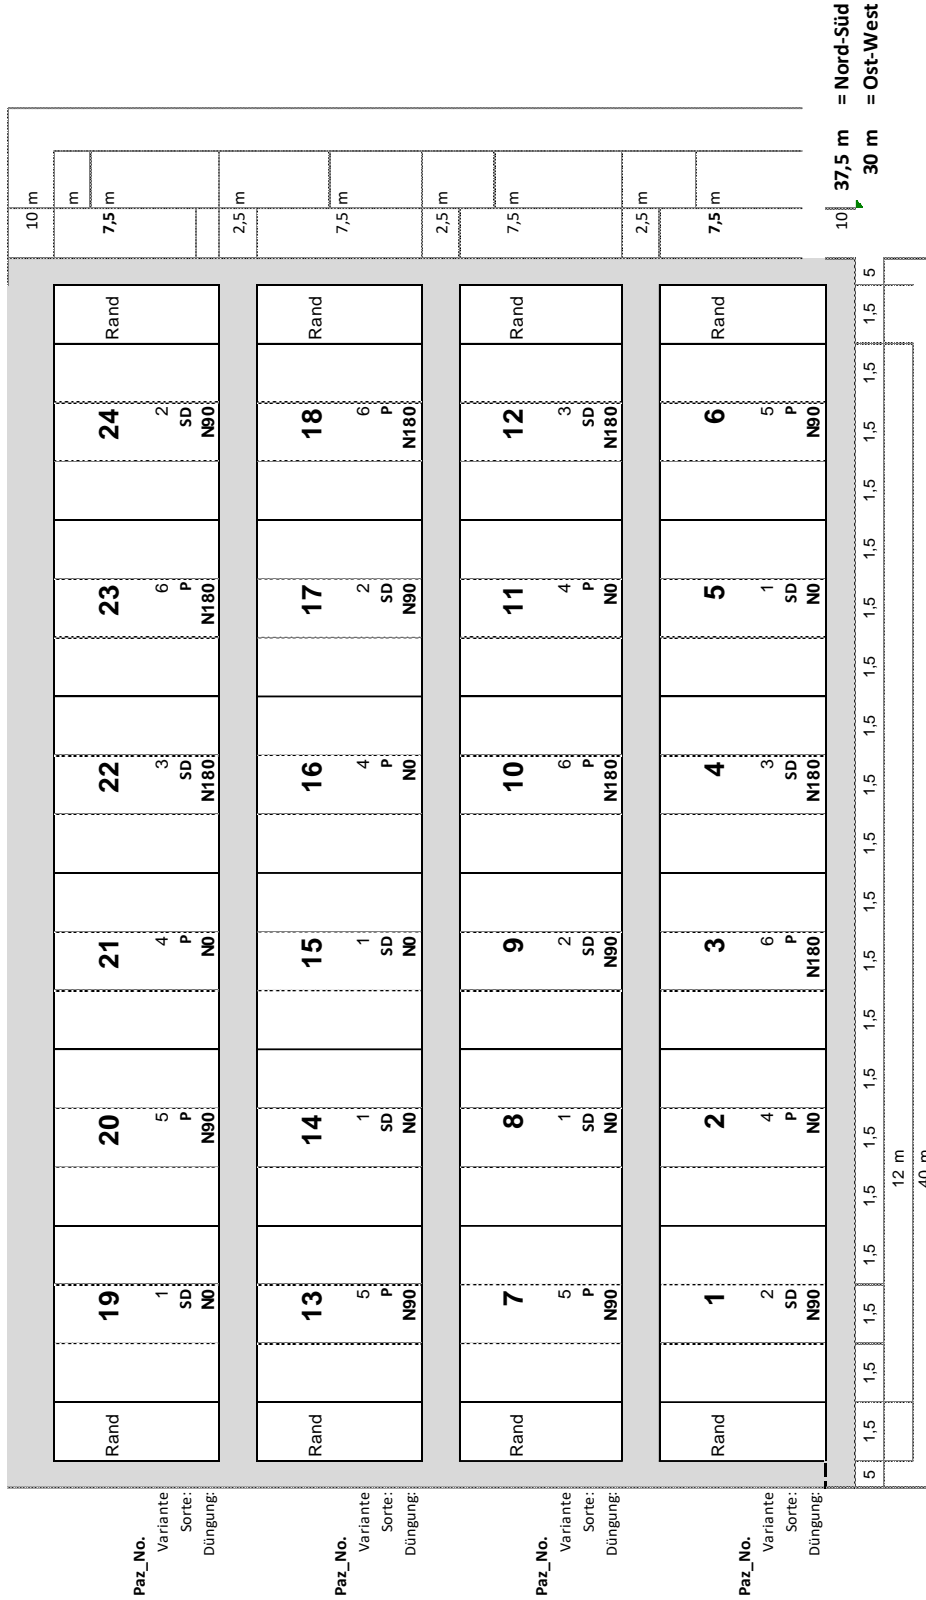 10 m
m
Rand 19 20 21 22 23 24 Rand 7,5 m
Paz_No.
Variante 1 5 4 3 6 2
Sorte: SD P P SD P SD
Düngung: N0 N90 N0 N180 N180 N90
2,5 m
Rand 13 14 15 16 17 18 Rand 7,5 m
Paz_No.
Variante 5 1 1 4 2 6
Sorte: P SD SD P SD P
Düngung: N90 N0 N0 N0 N90 N180
2,5 m
Rand 7 8 9 10 11 12 Rand 7,5 m
Paz_No.
Variante 5 1 2 6 4 3
Sorte: P SD SD P P SD
Düngung: N90 N0 N90 N180 N0 N180
2,5 m
Rand 1 2 3 4 5 6 Rand 7,5 m
Paz_No.
Variante 2 4 6 3 1 5
Sorte: SD P P SD SD P
Düngung: N90 N0 N180 N180 N0 N90
10 37,5 m = Nord-Süd
5 1,5 1,5 1,5 1,5 1,5 1,5 1,5 1,5 1,5 1,5 1,5 1,5 1,5 1,5 1,5 1,5 1,5 1,5 1,5 1,5 5 30 m = Ost-West
12 m
40 m